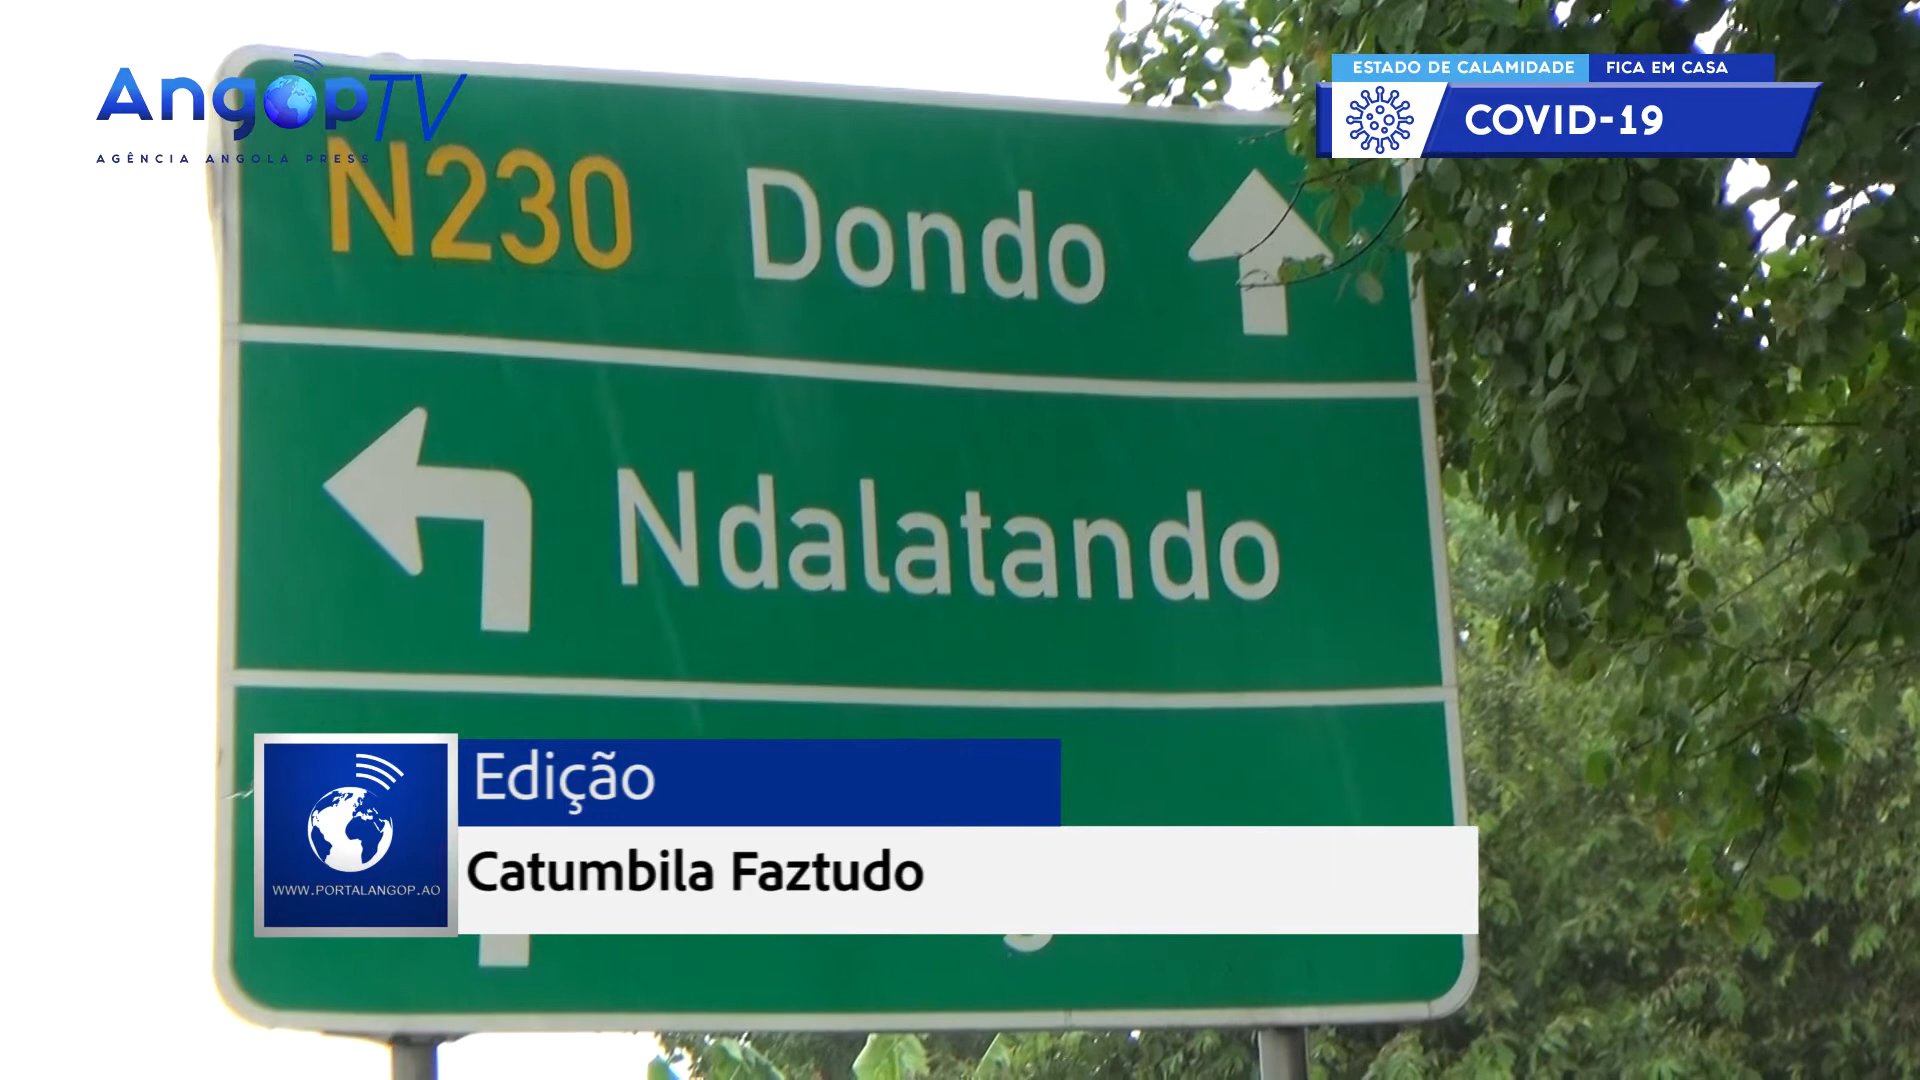 AngopTV
AGÊNCIA ANGOLA PRESS
ESTADO DE CALAMIDADE FICA EM CASA
COVID-19
N230 Dondo
Ndalatando
Edição
Catumbila Faztudo
WWW.PORTALANGOP.AO